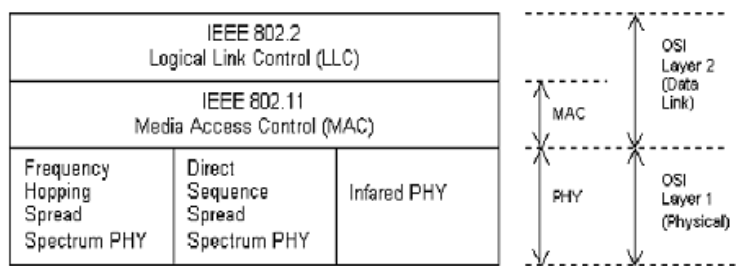 IEEE 802.2
Logical Link Control (LLC)
IEEE 802.11
Media Access Control (MAC)
Frequency
Hopping
Spread
Spectrum PHY
Direct
Sequence
Spread
Spectrum PHY
Infared PHY
MAC
PHY
OSI
Layer 2
(Data
Link)
OSI
Layer 1
(Physical)